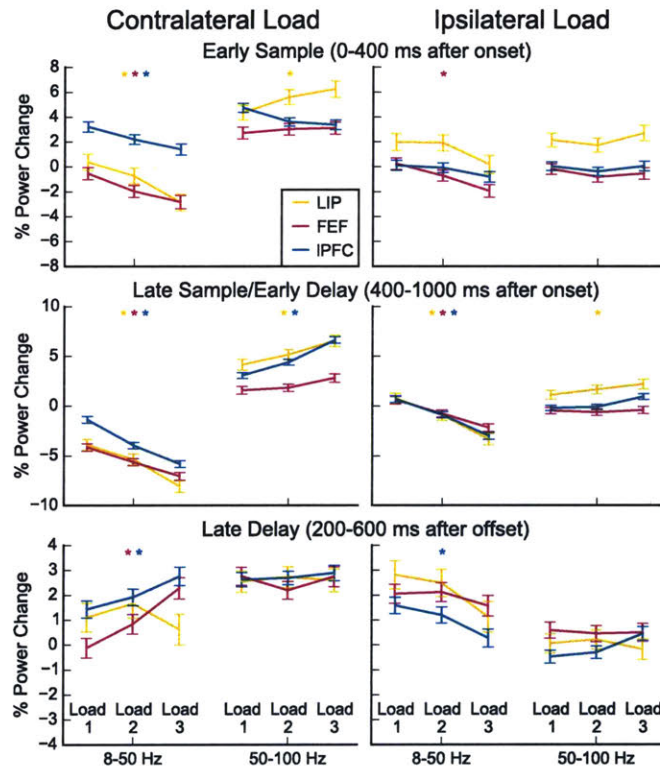 Contralateral Load Ipsilateral Load
Early Sample (0-400 ms after onset)
* * * * *
% Power Change
8
6
4
2
0
-2
-4
-6
-8
LIP
FEF
lPFC
Late Sample/Early Delay (400-1000 ms after onset)
* * * * * * * * *
% Power Change
10
5
0
-5
-10
Late Delay (200-600 ms after offset)
* * *
% Power Change
4
3
2
1
0
-1
-2
-3
-4
Load Load Load Load Load Load Load Load Load Load Load Load
1 2 3 1 2 3 1 2 3 1 2 3
8-50 Hz 50-100 Hz 8-50 Hz 50-100 Hz